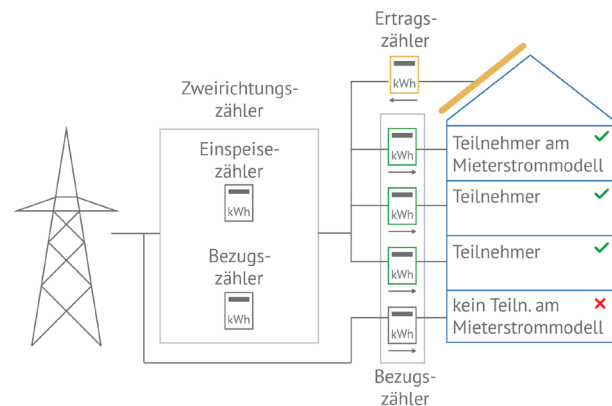 Ertrags-
zähler
kWh
Zweirichtungs-
zähler
Einspeise-
zähler
kWh
Bezugs-
zähler
kWh
kWh
Teilnehmer am
Mieterstrommodell
kWh
Teilnehmer
kWh
Teilnehmer
kWh
kein Teiln. am
Mieterstrommodell
Bezugs-
zähler